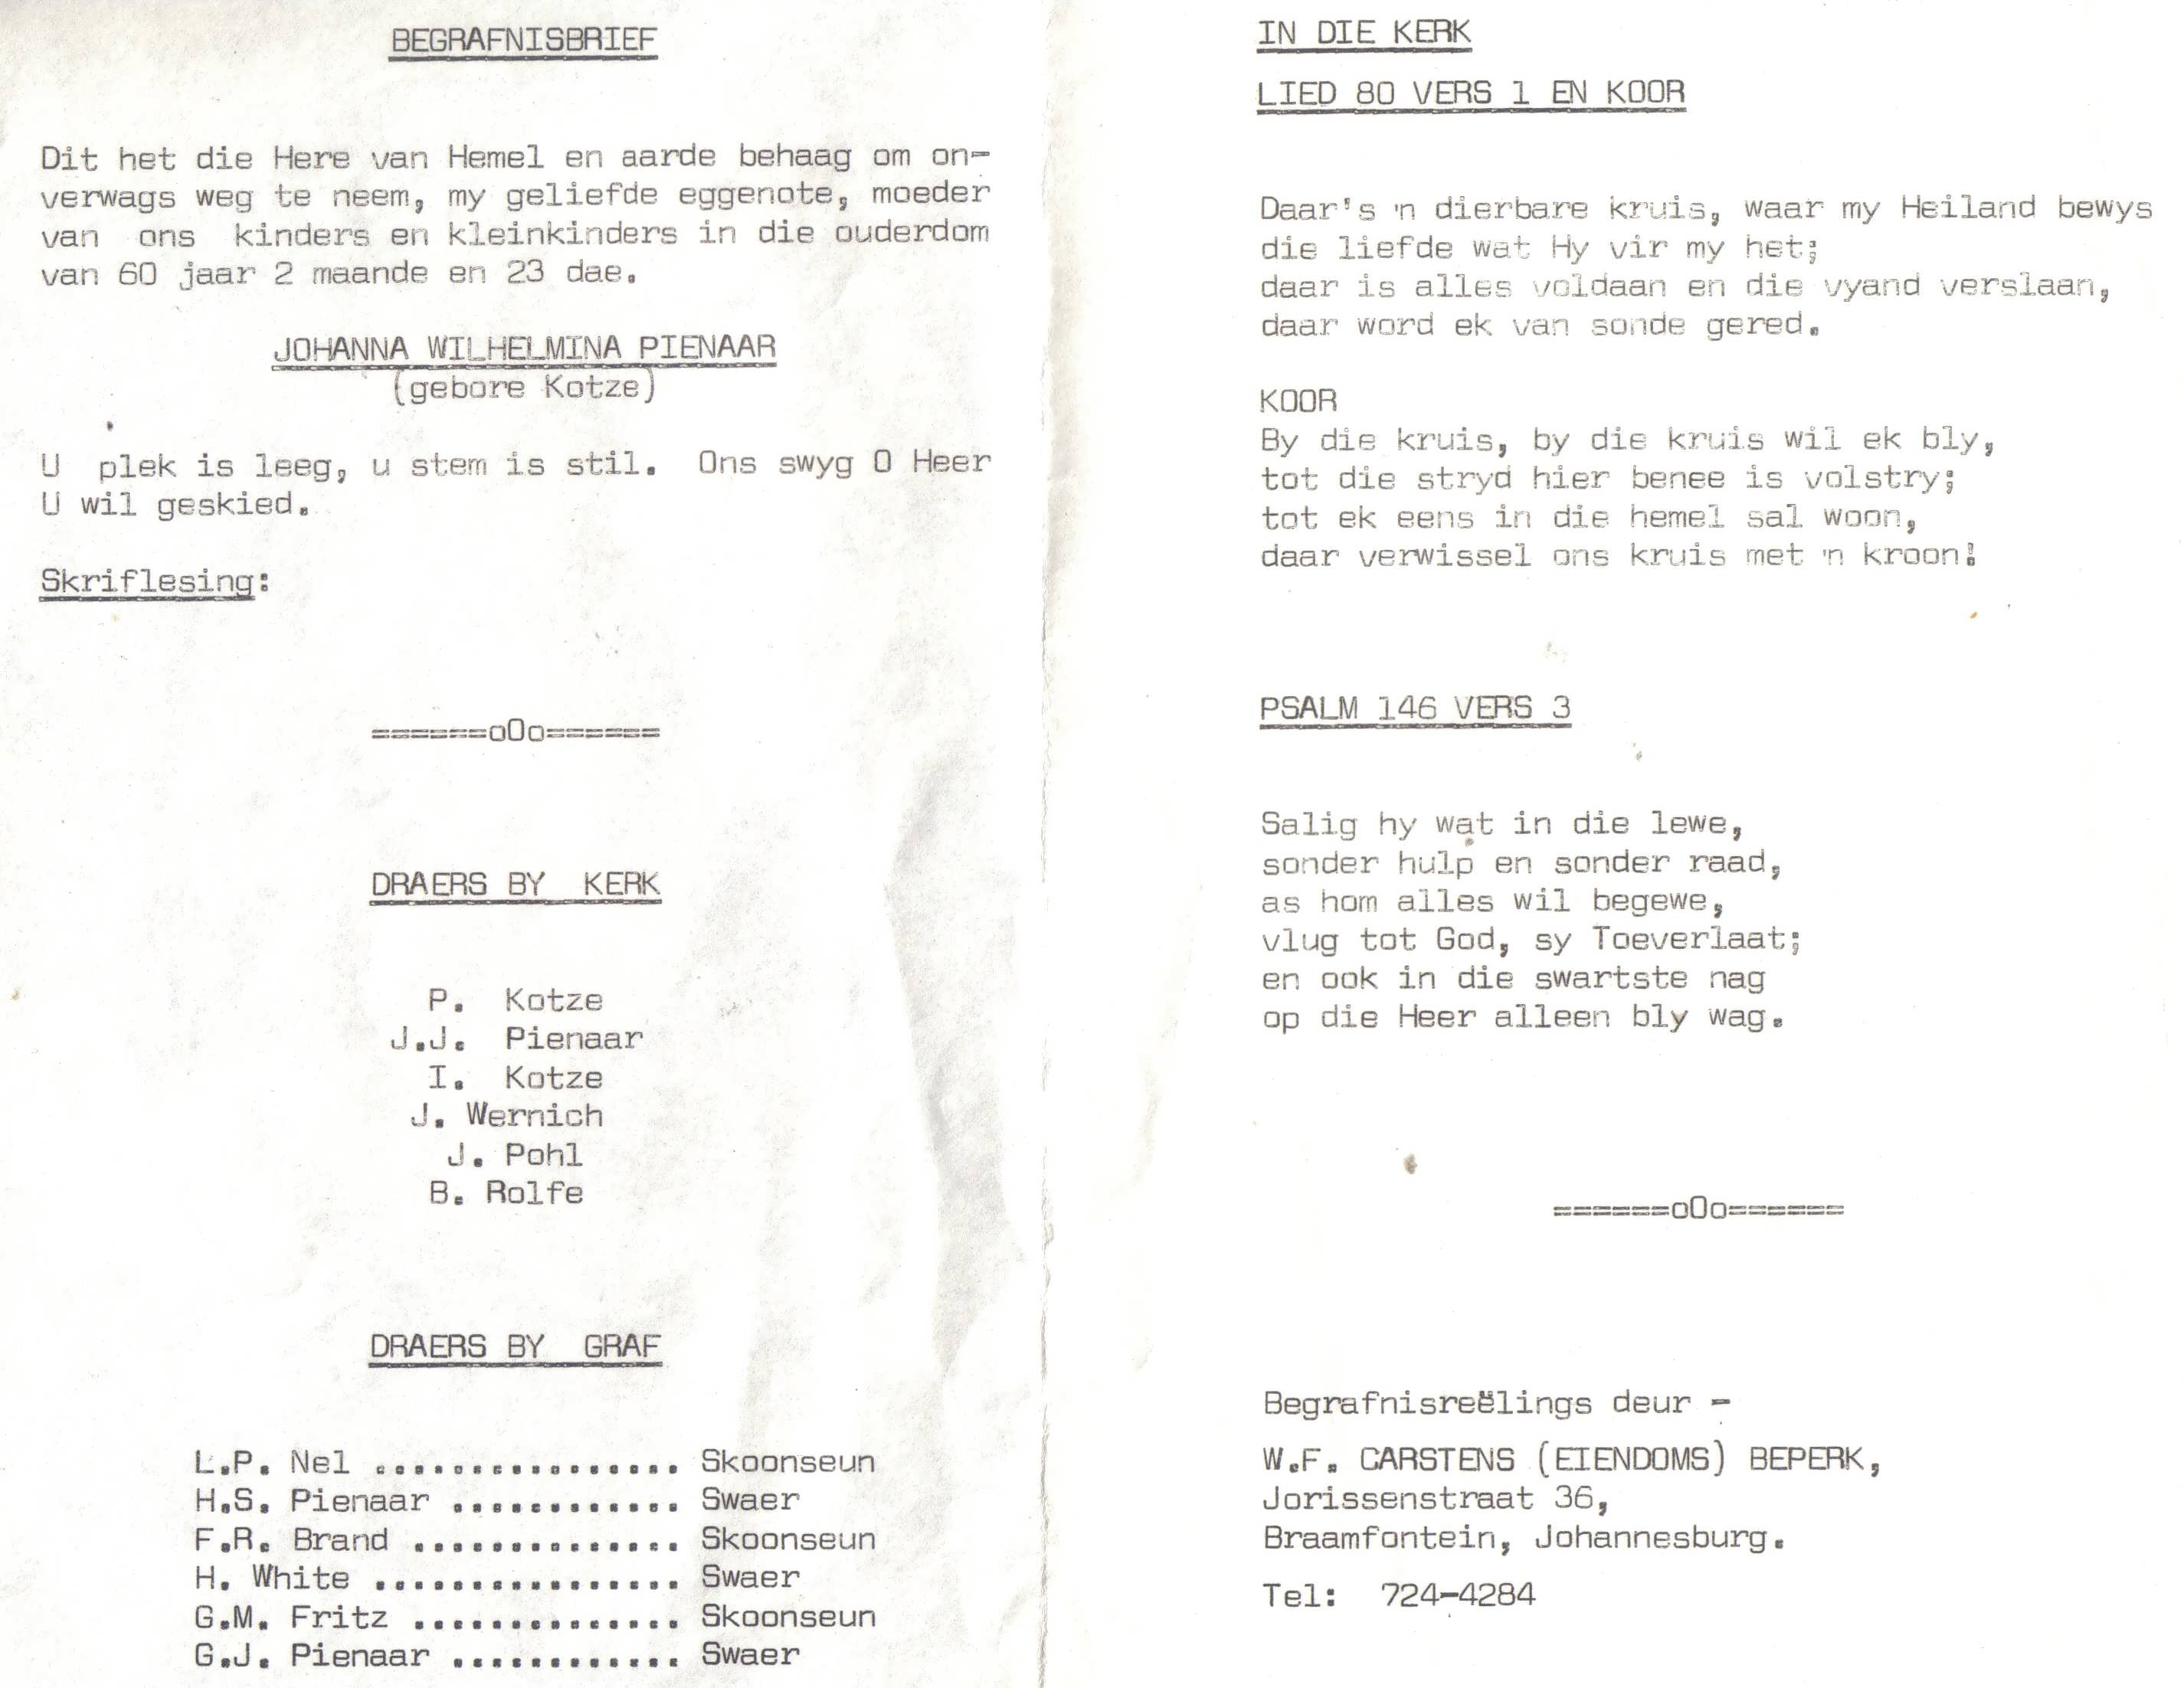 BEGRAFNISBRIEF
Dit het die Here van Hemel en aarde behaag om on-
verwags weg te neem, my geliefde eggenote, moeder
van ons kinders en kleinkinders in die ouderdom
van 60 jaar 2 maande en 23 dae.
JOHANNA WILHELMINA PIENAAR
(gebore Kotze)
U plek is leeg, u stem is stil. Ons swyg O Heer
U wil geskied.
Skriflesing:
======oOo======
DRAERS BY KERK
P. Kotze
J.J. Pienaar
I. Kotze
J. Wernich
J. Pohl
B. Rolfe
DRAERS BY GRAF
L.P. Nel ................ Skoonseun
H.S. Pienaar ............ Swaer
F.R. Brand .............. Skoonseun
H. White ................ Swaer
G.M. Fritz .............. Skoonseun
G.J. Pienaar ............ Swaer
IN DIE KERK
LIED 80 VERS 1 EN KOOR
Daar's 'n dierbare kruis, waar my Heiland bewys
die liefde wat Hy vir my het;
daar is alles voldaan en die vyand verslaan,
daar word ek van sonde gered.
KOOR
By die kruis, by die kruis wil ek bly,
tot die stryd hier benee is volstry;
tot ek eens in die hemel sal woon,
daar verwissel ons kruis met 'n kroon!
PSALM 146 VERS 3
Salig hy wat in die lewe,
sonder hulp en sonder raad,
as hom alles wil begewe,
vlug tot God, sy Toeverlaat;
en ook in die swartste nag
op die Heer alleen bly wag.
======oOo======
Begrafnisreëlings deur -
W.F. CARSTENS (EIENDOMS) BEPERK,
Jorissenstraat 36,
Braamfontein, Johannesburg.
Tel: 724-4284